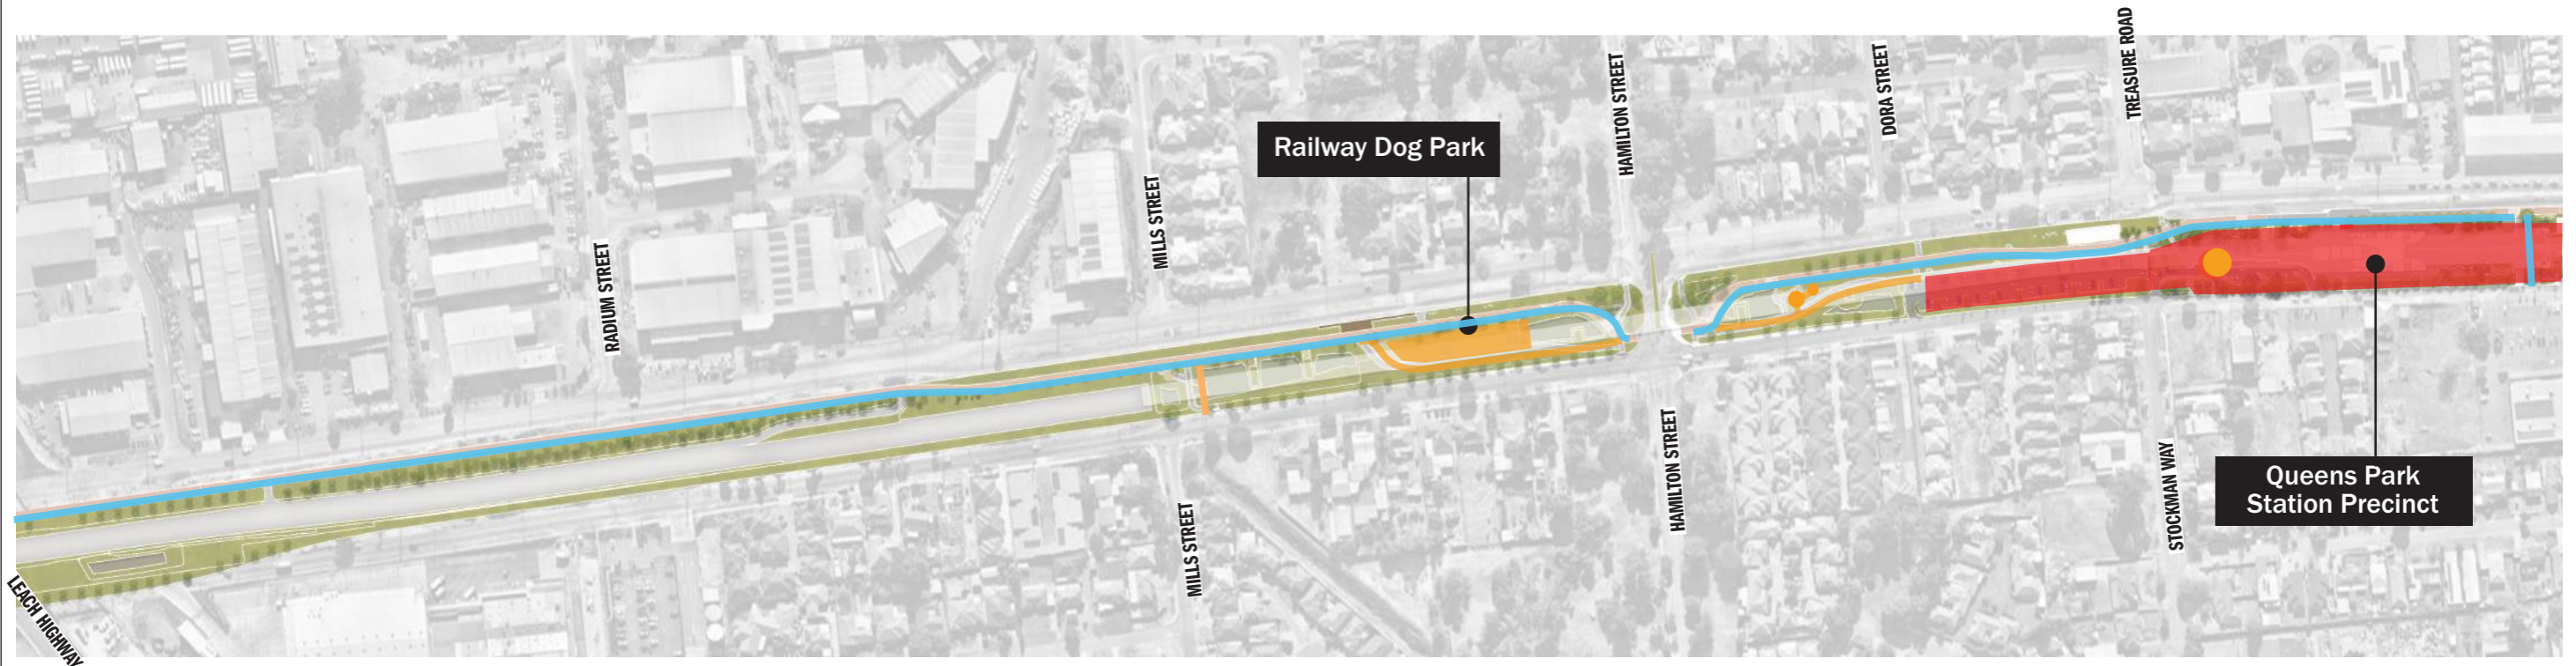 TREASURE ROAD
DORA STREET
HAMILTON STREET
Railway Dog Park
MILLS STREET
RADIUM STREET
HAMILTON STREET
STOCKMAN WAY
Queens Park
Station Precinct
MILLS STREET
LEACH HIGHWAY